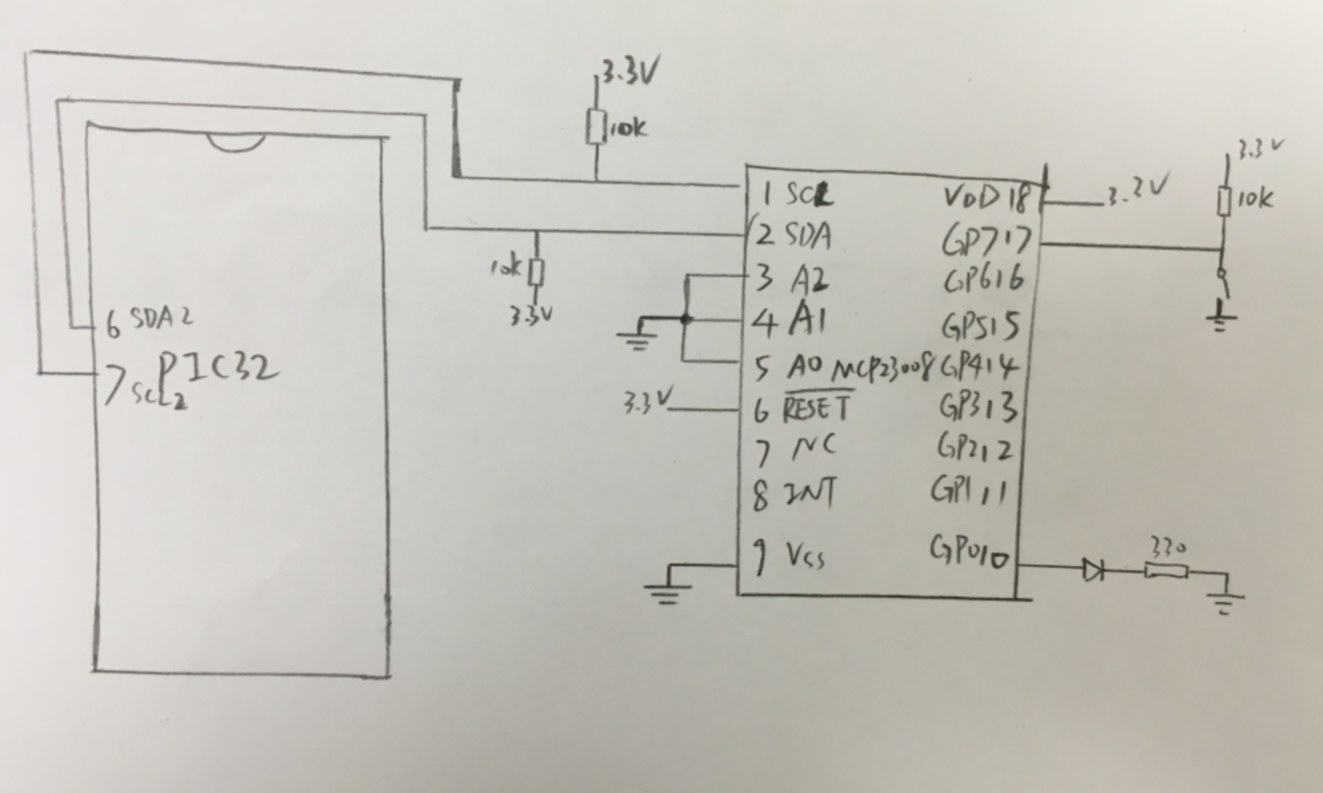 3.3V
10k
10k
3.3V
6 SDA2
7 SCL2
PIC32
1 SCL
2 SDA
3 A2
4 A1
5 A0
6 RESET
7 NC
8 INT
9 Vss
MCP23008
3.3V
VDD 18
GP7 17
GP6 16
GP5 15
GP4 14
GP3 13
GP2 12
GP1 11
GP0 10
3.3V
3.3V
10k
330